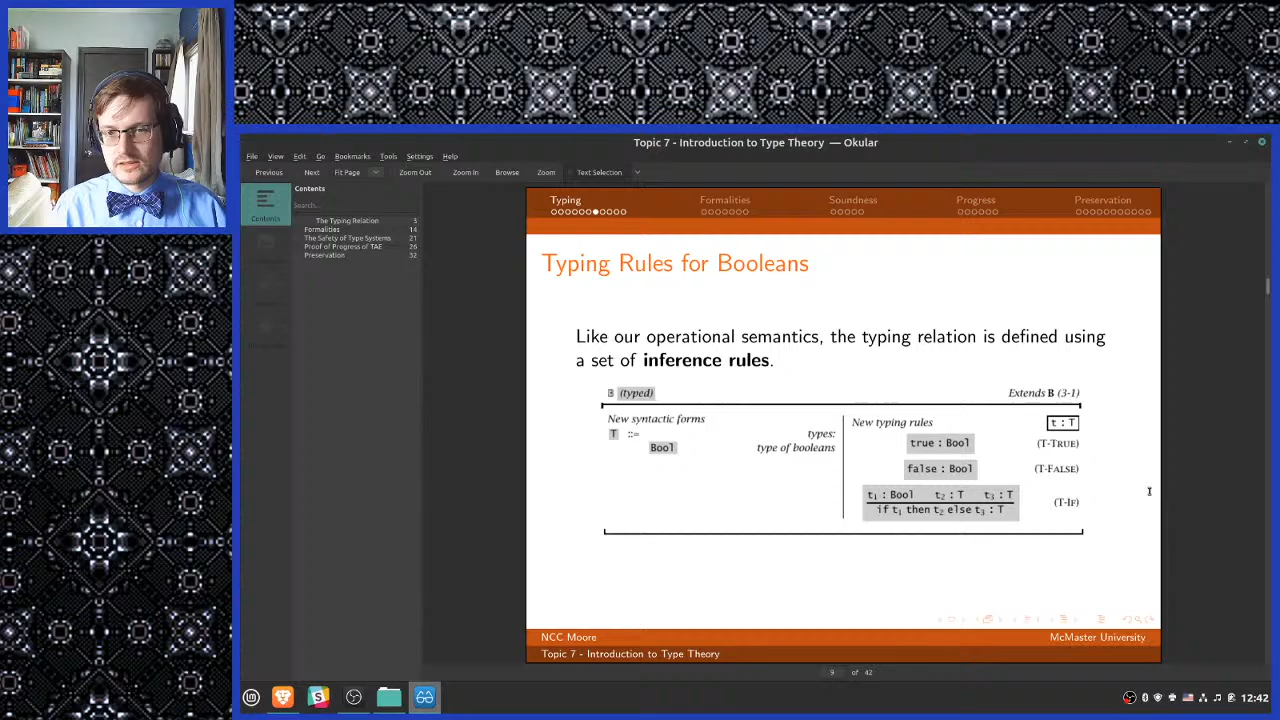 Topic 7 - Introduction to Type Theory — Okular
File View Edit Go Bookmarks Tools Settings Help
Previous Next Fit Page Zoom Out Zoom In Browse Zoom Text Selection
Contents
Contents
Search...
The Typing Relation 3
Formalities 14
The Safety of Type Systems 21
Proof of Progress of TAE 26
Preservation 32
Typing Formalities Soundness Progress Preservation
Typing Rules for Booleans
Like our operational semantics, the typing relation is defined using
a set of inference rules.
(typed) Extends B (3-1)
New syntactic forms
T ::= types:
Bool type of booleans
New typing rules t : T
true : Bool (T-TRUE)
false : Bool (T-FALSE)
t₁ : Bool t₂ : T t₃ : T
if t₁ then t₂ else t₃ : T (T-IF)
NCC Moore McMaster University
Topic 7 - Introduction to Type Theory
9 of 42
12:42